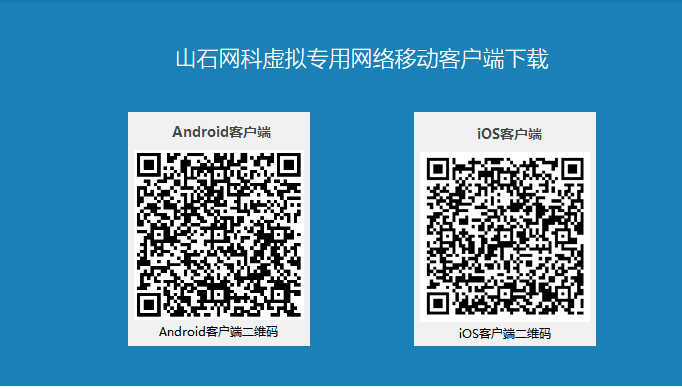 山石网科虚拟专用网络移动客户端下载
Android客户端
iOS客户端
Android客户端二维码
iOS客户端二维码